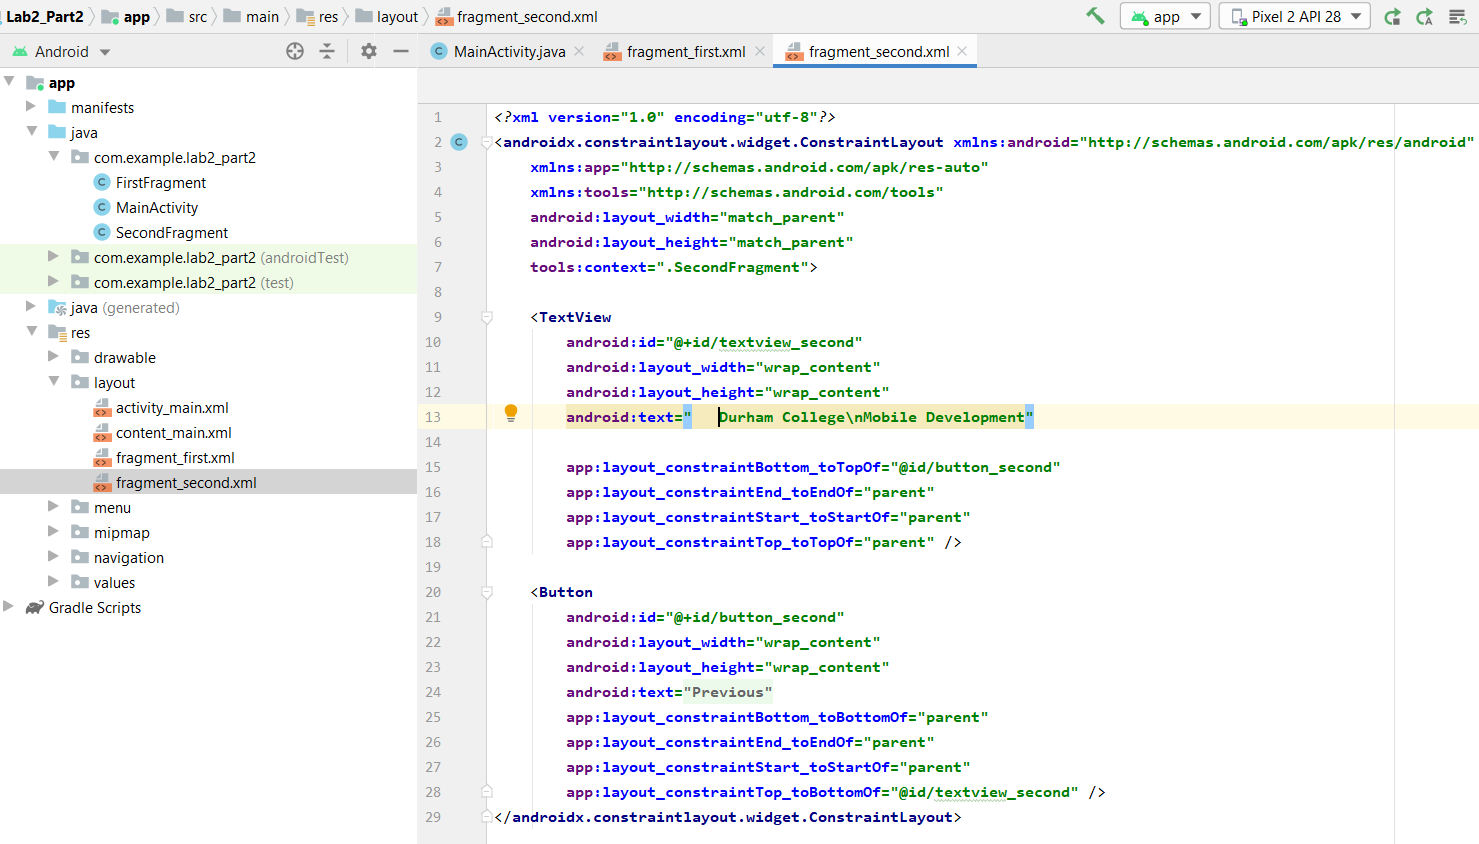 Lab2_Part2 app src main res layout fragment_second.xml app Pixel 2 API 28
Android MainActivity.java fragment_first.xml fragment_second.xml
app
manifests
java
com.example.lab2_part2
FirstFragment
MainActivity
SecondFragment
com.example.lab2_part2 (androidTest)
com.example.lab2_part2 (test)
java (generated)
res
drawable
layout
activity_main.xml
content_main.xml
fragment_first.xml
fragment_second.xml
menu
mipmap
navigation
values
Gradle Scripts
1 <?xml version="1.0" encoding="utf-8"?>
2 <androidx.constraintlayout.widget.ConstraintLayout xmlns:android="http://schemas.android.com/apk/res/android"
3 xmlns:app="http://schemas.android.com/apk/res-auto"
4 xmlns:tools="http://schemas.android.com/tools"
5 android:layout_width="match_parent"
6 android:layout_height="match_parent"
7 tools:context=".SecondFragment">
8
9 <TextView
10 android:id="@+id/textview_second"
11 android:layout_width="wrap_content"
12 android:layout_height="wrap_content"
13 android:text="   Durham College\nMobile Development"
14
15 app:layout_constraintBottom_toTopOf="@id/button_second"
16 app:layout_constraintEnd_toEndOf="parent"
17 app:layout_constraintStart_toStartOf="parent"
18 app:layout_constraintTop_toTopOf="parent" />
19
20 <Button
21 android:id="@+id/button_second"
22 android:layout_width="wrap_content"
23 android:layout_height="wrap_content"
24 android:text="Previous"
25 app:layout_constraintBottom_toBottomOf="parent"
26 app:layout_constraintEnd_toEndOf="parent"
27 app:layout_constraintStart_toStartOf="parent"
28 app:layout_constraintTop_toBottomOf="@id/textview_second" />
29 </androidx.constraintlayout.widget.ConstraintLayout>